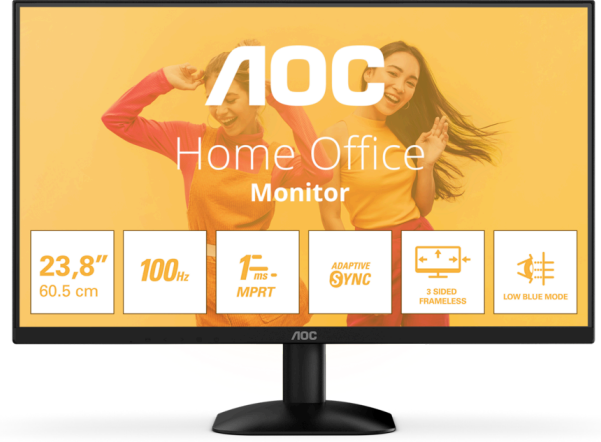 AOC
Home Office
Monitor
23,8”
60.5 cm
100Hz
1ms
MPRT
ADAPTIVE
SYNC
3 SIDED
FRAMELESS
LOW BLUE MODE
AOC